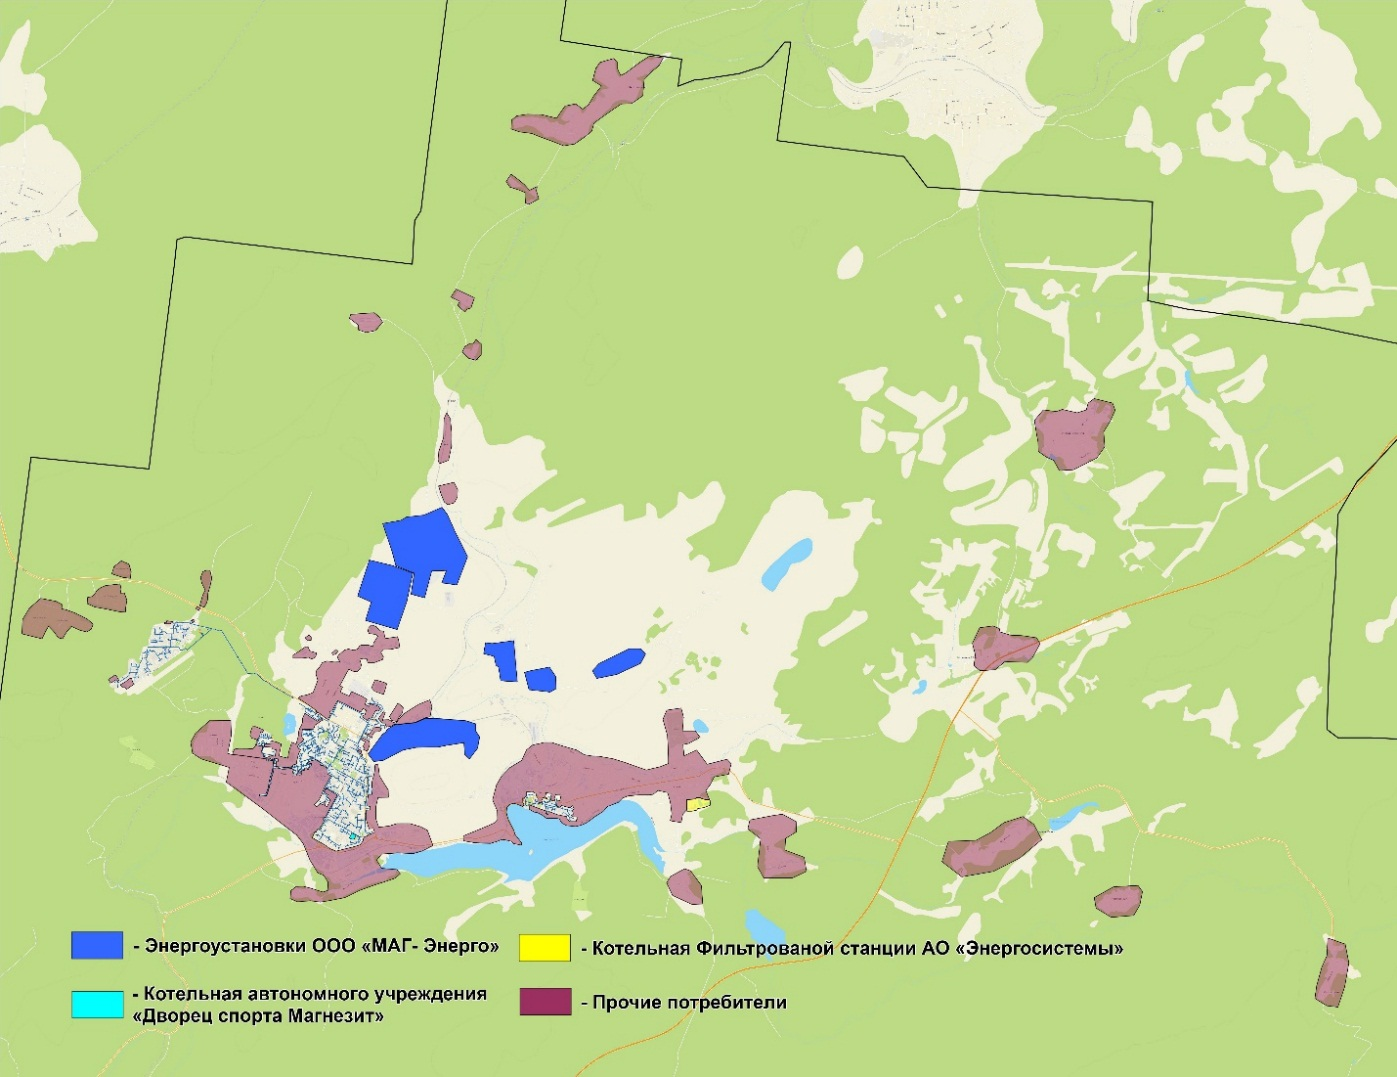 - Энергоустановки ООО «МАГ- Энерго»
- Котельная Фильтрованой станции АО «Энергосистемы»
- Котельная автономного учреждения
«Дворец спорта Магнезит»
- Прочие потребители